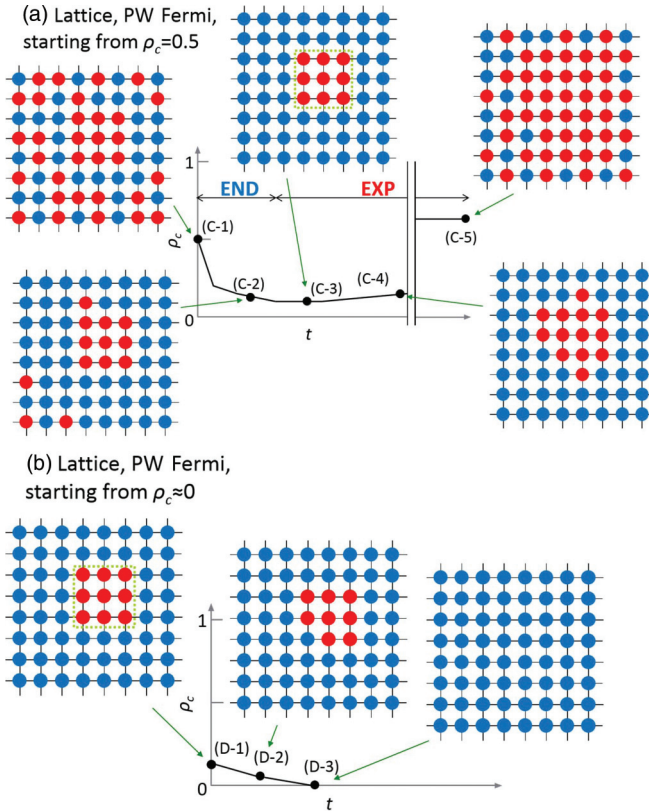 (a) Lattice, PW Fermi,
starting from ρc=0.5
1
END
EXP
(C-1)
(C-5)
ρc
(C-2)
(C-3)
(C-4)
0
t
(b) Lattice, PW Fermi,
starting from ρc≈0
1
ρc
(D-1)
(D-2)
(D-3)
0
t